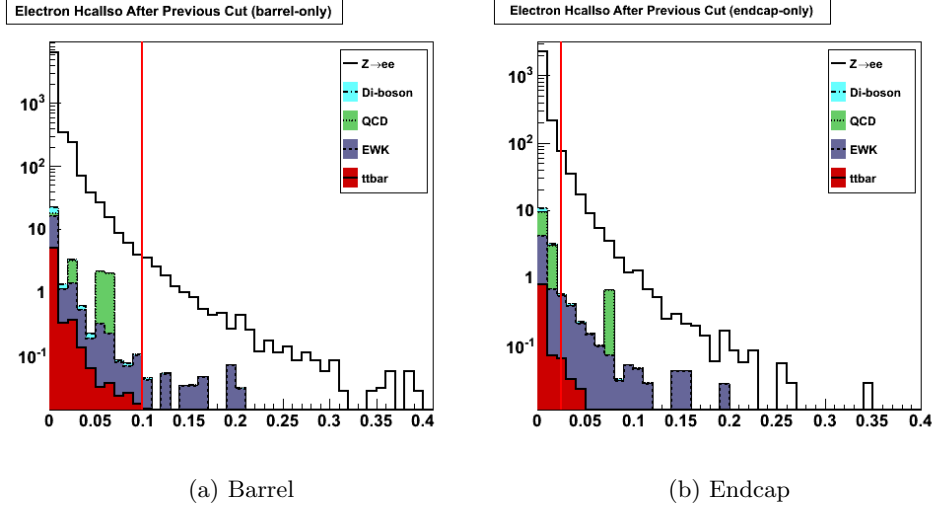 Electron HcalIso After Previous Cut (barrel-only)
Z→ee
Di-boson
QCD
EWK
ttbar
10³
10²
10
1
10⁻¹
0 0.05 0.1 0.15 0.2 0.25 0.3 0.35 0.4
(a) Barrel
Electron HcalIso After Previous Cut (endcap-only)
Z→ee
Di-boson
QCD
EWK
ttbar
10³
10²
10
1
10⁻¹
0 0.05 0.1 0.15 0.2 0.25 0.3 0.35 0.4
(b) Endcap